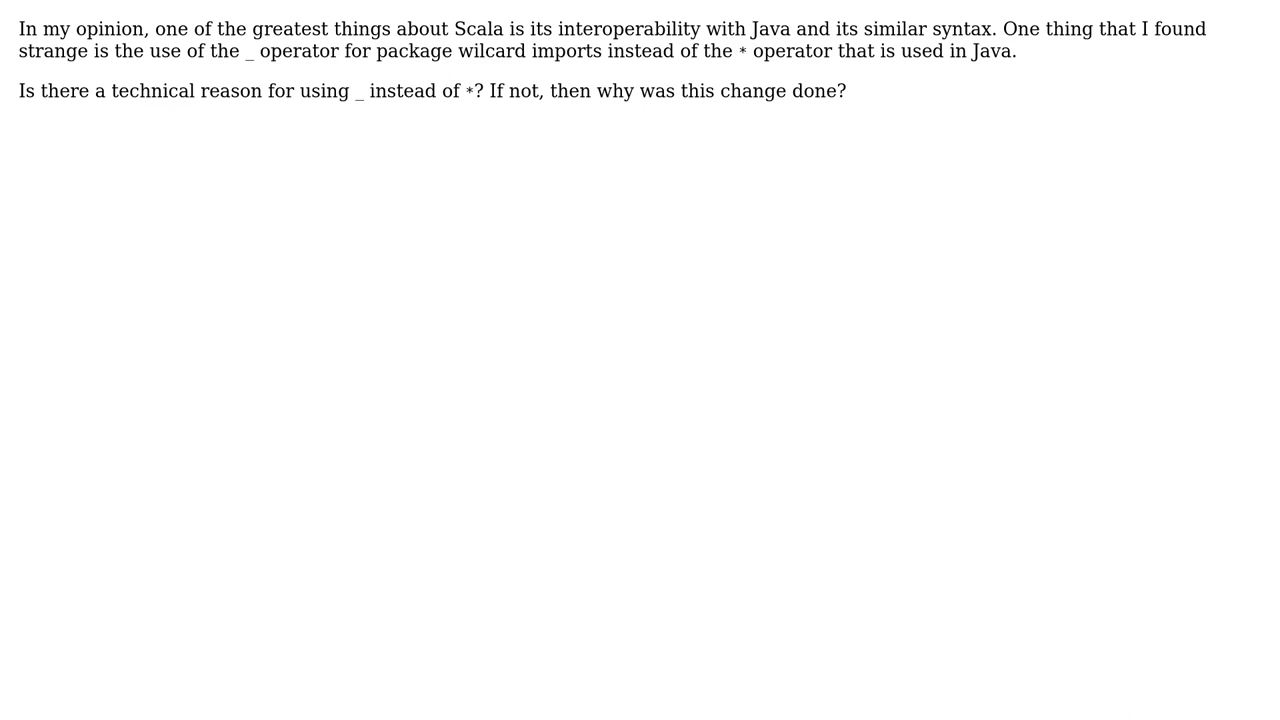 In my opinion, one of the greatest things about Scala is its interoperability with Java and its similar syntax. One thing that I found
strange is the use of the _ operator for package wilcard imports instead of the * operator that is used in Java.
Is there a technical reason for using _ instead of *? If not, then why was this change done?